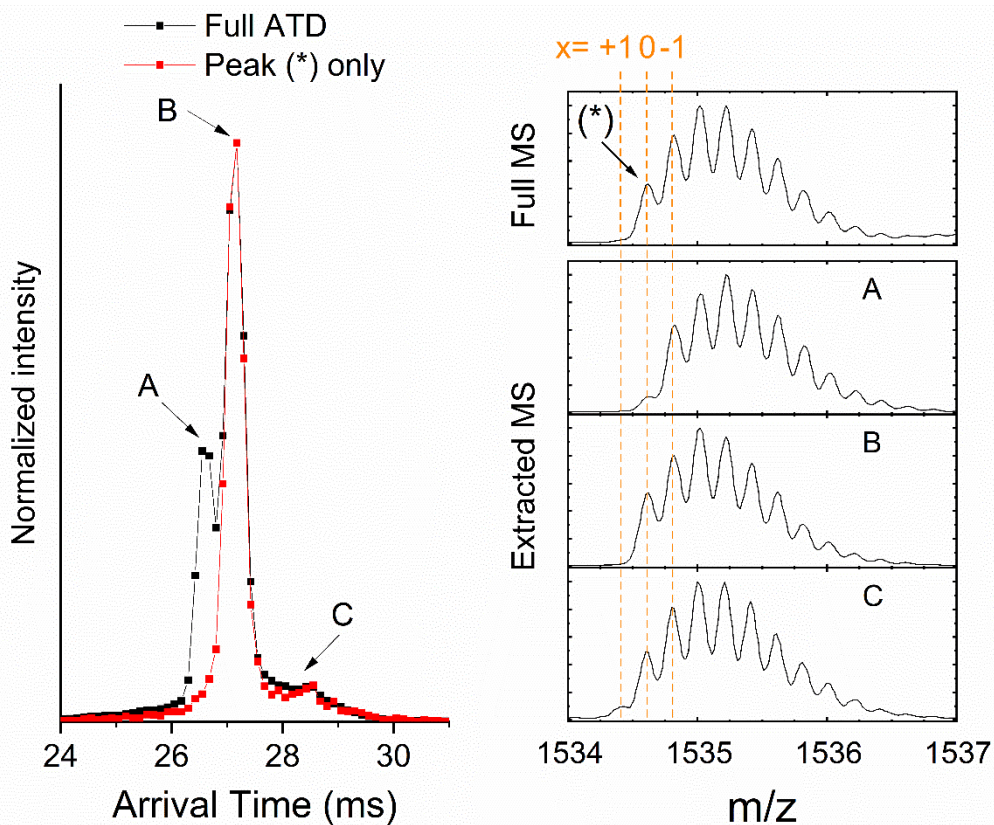 Full ATD
Peak (*) only
B
A
C
Normalized intensity
24 26 28 30
Arrival Time (ms)
x= +1 0 -1
(*)
Full MS
Extracted MS
A
B
C
1534 1535 1536 1537
m/z